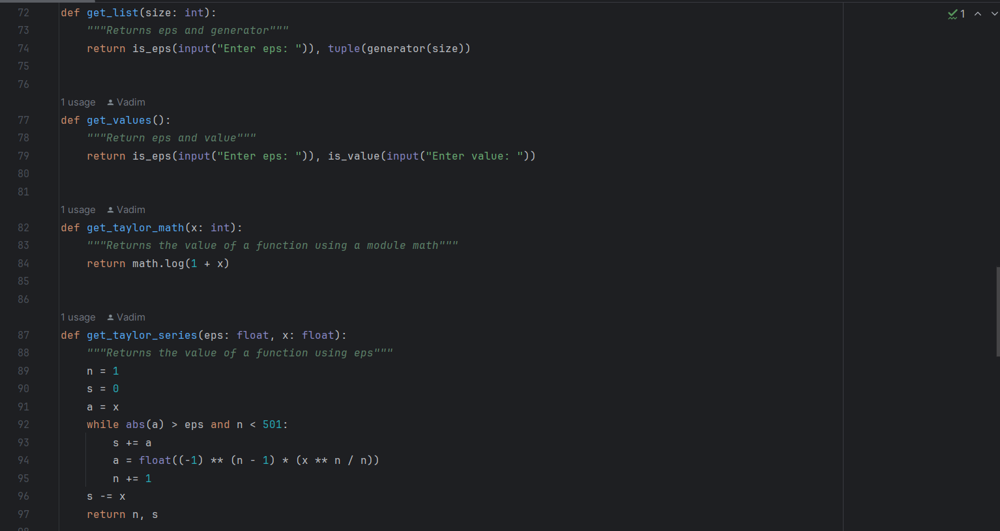 1
72 def get_list(size: int):
73 """Returns eps and generator"""
74 return is_eps(input("Enter eps: ")), tuple(generator(size))
75
76
1 usage Vadim
77 def get_values():
78 """Return eps and value"""
79 return is_eps(input("Enter eps: ")), is_value(input("Enter value: "))
80
81
1 usage Vadim
82 def get_taylor_math(x: int):
83 """Returns the value of a function using a module math"""
84 return math.log(1 + x)
85
86
1 usage Vadim
87 def get_taylor_series(eps: float, x: float):
88 """Returns the value of a function using eps"""
89 n = 1
90 s = 0
91 a = x
92 while abs(a) > eps and n < 501:
93 s += a
94 a = float((-1) ** (n - 1) * (x ** n / n))
95 n += 1
96 s -= x
97 return n, s